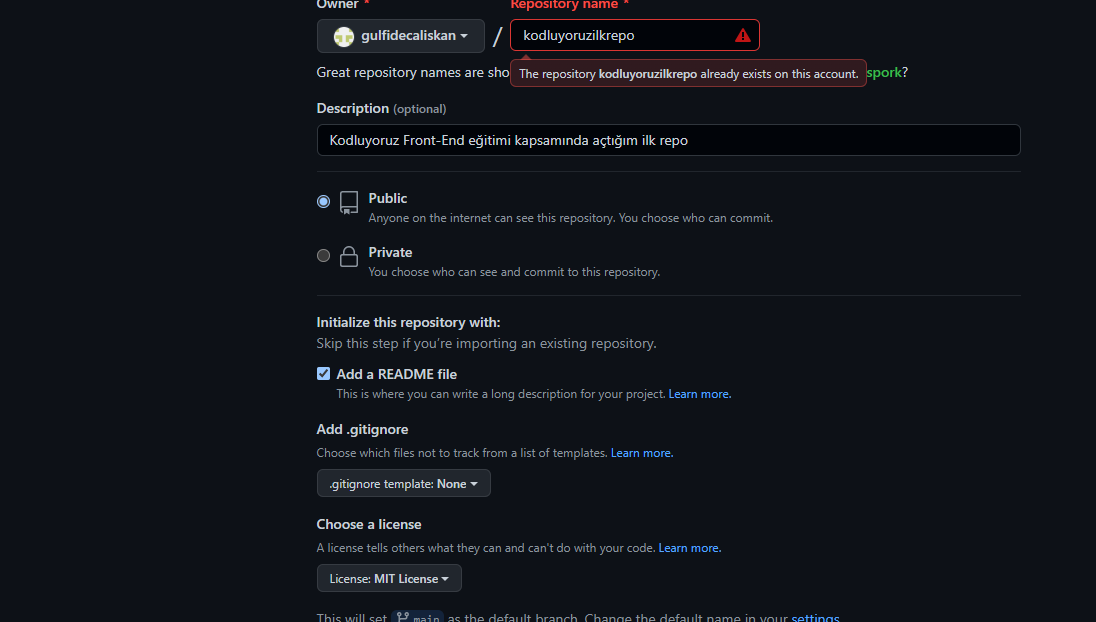 Owner *
Repository name *
gulfidecaliskan
/
kodluyoruzilkrepo
Great repository names are sho
The repository kodluyoruzilkrepo already exists on this account.
spork?
Description (optional)
Kodluyoruz Front-End eğitimi kapsamında açtığım ilk repo
Public
Anyone on the internet can see this repository. You choose who can commit.
Private
You choose who can see and commit to this repository.
Initialize this repository with:
Skip this step if you're importing an existing repository.
Add a README file
This is where you can write a long description for your project. Learn more.
Add .gitignore
Choose which files not to track from a list of templates. Learn more.
.gitignore template: None
Choose a license
A license tells others what they can and can't do with your code. Learn more.
License: MIT License
This will set main as the default branch. Change the default name in your settings